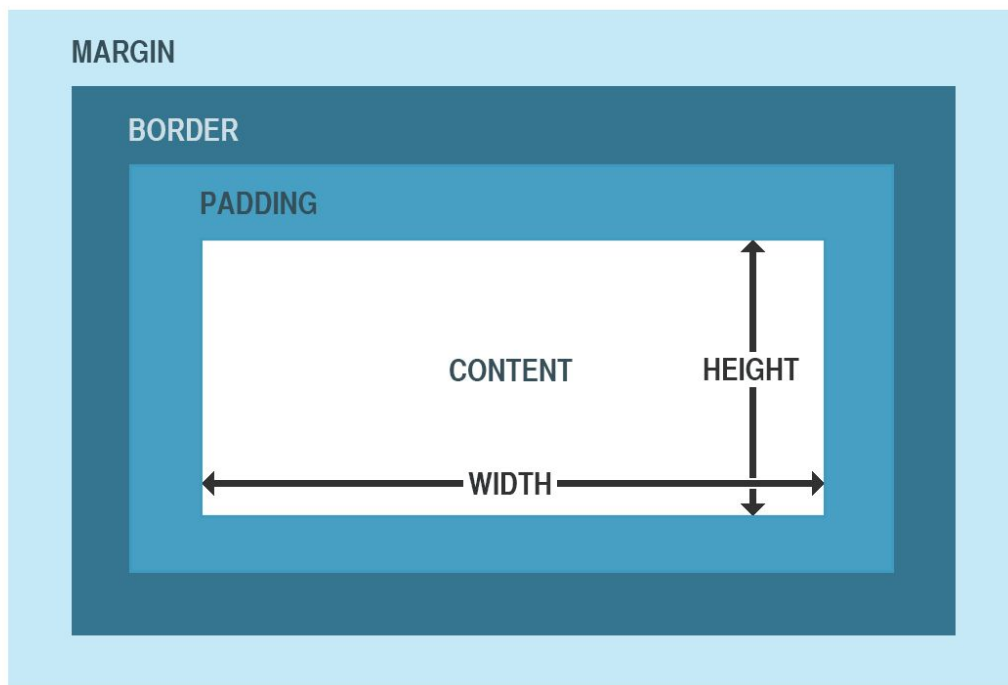 MARGIN
BORDER
PADDING
CONTENT
HEIGHT
WIDTH